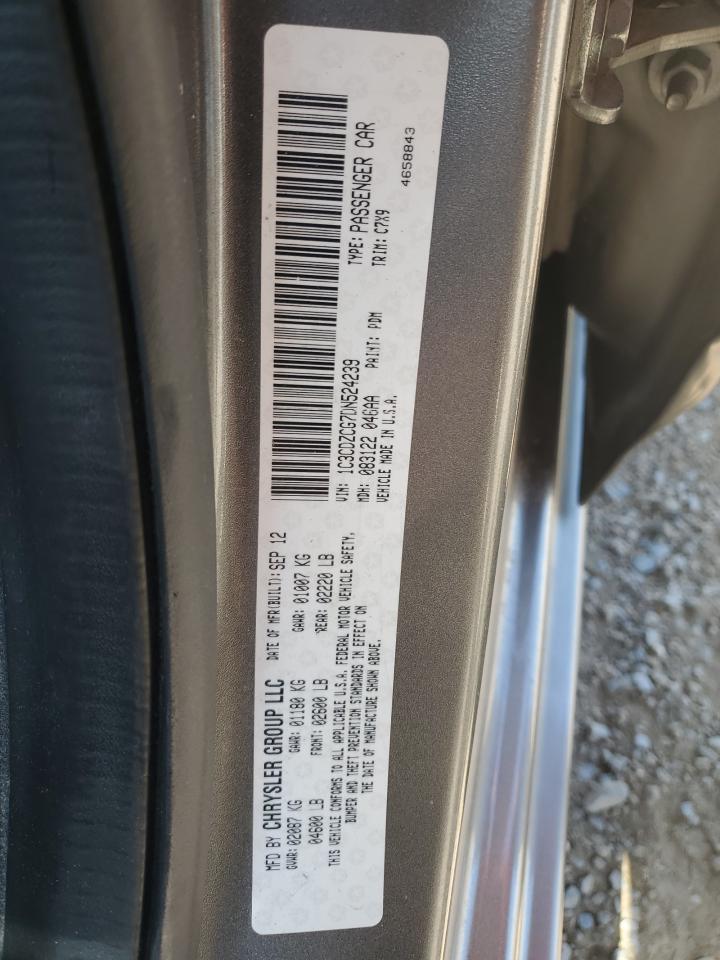 MFD BY CHRYSLER GROUP LLC DATE OF MFR(BUILT): SEP 12
GVWR: 02087 KG GAWR: 01180 KG GAWR: 01007 KG
04600 LB FRONT: 02600 LB REAR: 02220 LB
THIS VEHICLE CONFORMS TO ALL APPLICABLE U.S.A. FEDERAL MOTOR VEHICLE SAFETY,
BUMPER AND THEFT PREVENTION STANDARDS IN EFFECT ON
THE DATE OF MANUFACTURE SHOWN ABOVE.
VIN: 1C3CDZCG7DN524239 TYPE: PASSENGER CAR
MDH: 083122 046AA PAINT: PDM TRIM: C7X9
VEHICLE MADE IN U.S.A.
4658843